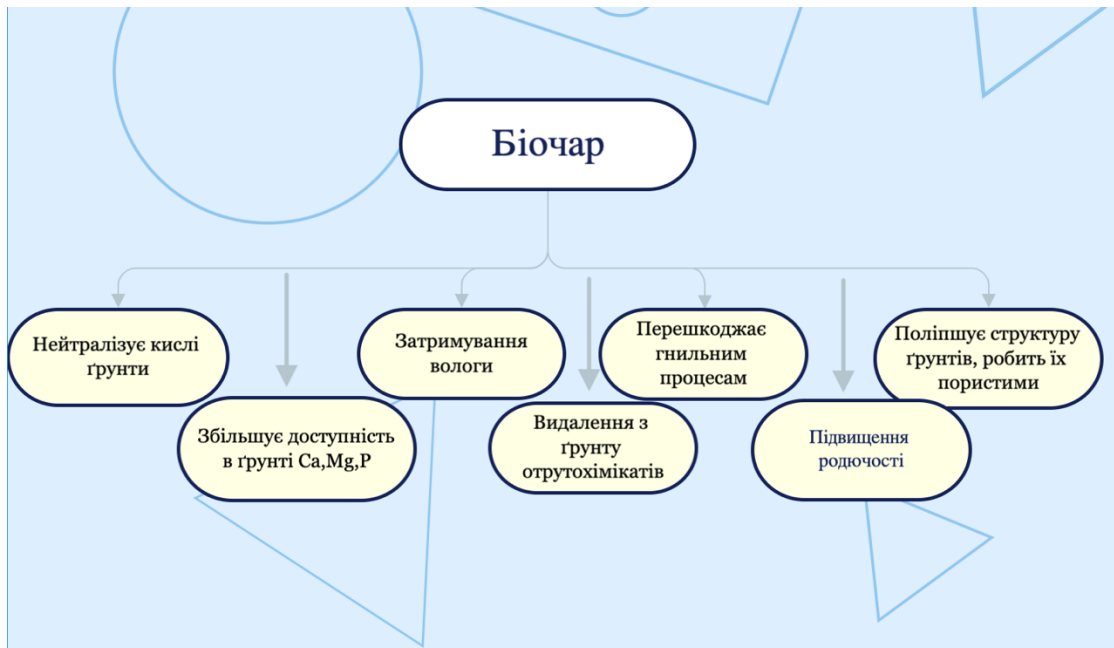 Біочар
Нейтралізує кислі
ґрунти
Затримування
вологи
Перешкоджає
гнильним
процесам
Поліпшує структуру
ґрунтів, робить їх
пористими
Збільшує доступність
в ґрунті Ca,Mg,P
Видалення з
ґрунту
отрутохімікатів
Підвищення
родючості